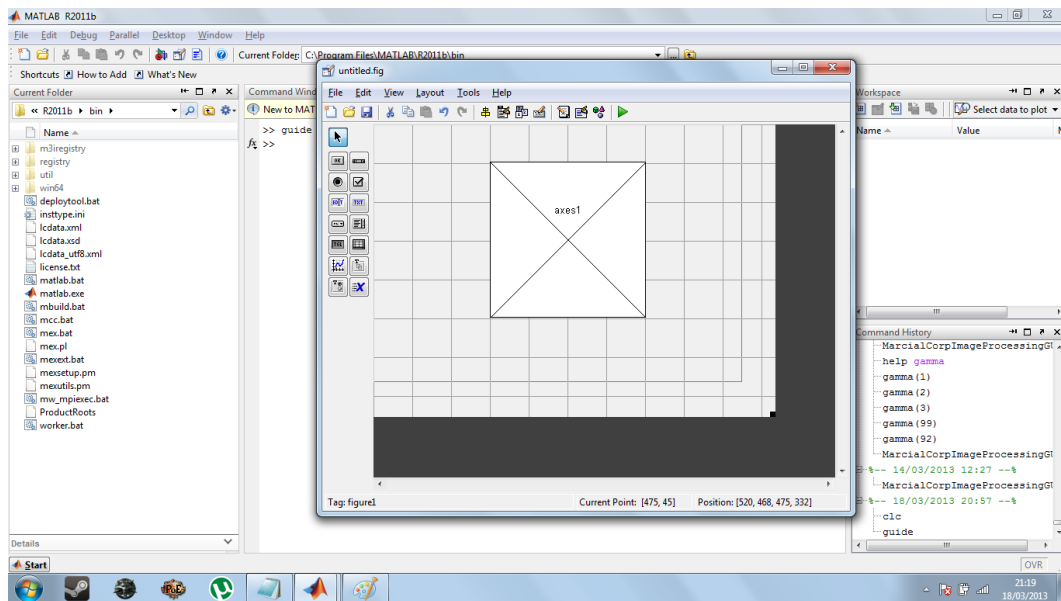 MATLAB R2011b
File Edit Debug Parallel Desktop Window Help
Current Folder: C:\Program Files\MATLAB\R2011b\bin
Shortcuts How to Add What's New
Current Folder
« R2011b ▸ bin ▸
Name
m3iregistry
registry
util
win64
deploytool.bat
insttype.ini
lcdata.xml
lcdata.xsd
lcdata_utf8.xml
license.txt
matlab.bat
matlab.exe
mbuild.bat
mcc.bat
mex.bat
mex.pl
mexext.bat
mexsetup.pm
mexutils.pm
mw_mpiexec.bat
ProductRoots
worker.bat
Details
Command Wind
New to MAT
>> guide
fx >>
untitled.fig
File Edit View Layout Tools Help
OK
EDIT TXT
TGL
axes1
Tag: figure1 Current Point: [475, 45] Position: [520, 468, 475, 332]
Workspace
Select data to plot
Name Value
Command History
MarcialCorpImageProcessingGU
help gamma
gamma(1)
gamma(2)
gamma(3)
gamma(99)
gamma(92)
MarcialCorpImageProcessingGU
%-- 14/03/2013 12:27 --%
MarcialCorpImageProcessingGU
%-- 18/03/2013 20:57 --%
clc
guide
Start
OVR
PoE
21:19
18/03/2013